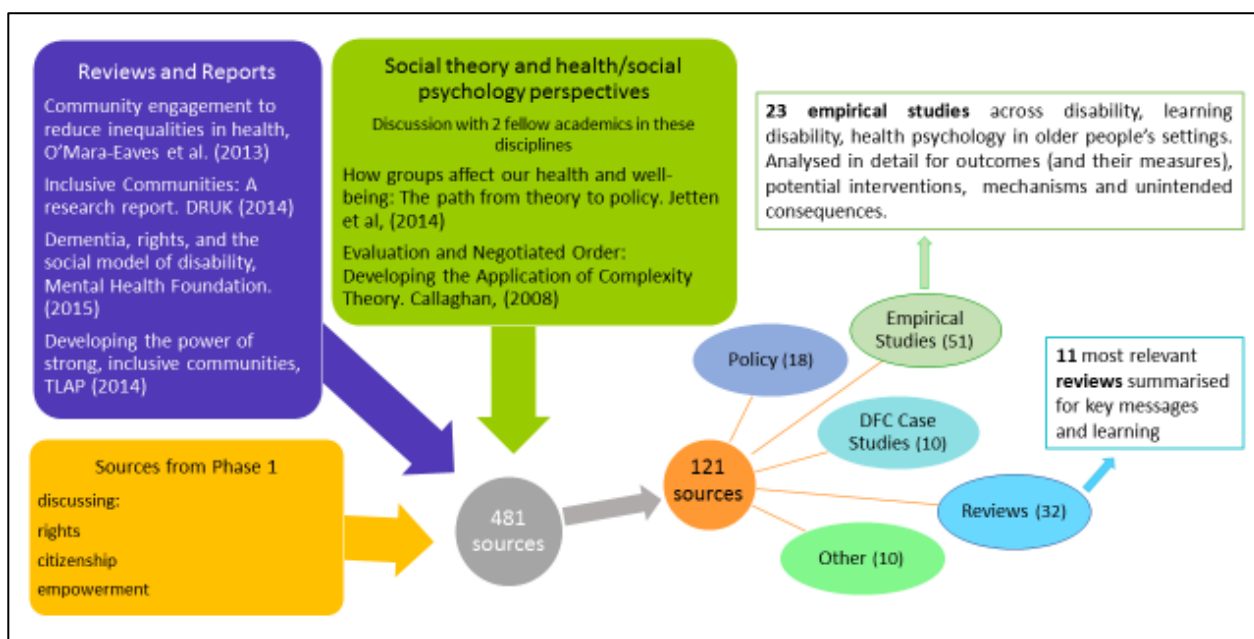 Reviews and Reports
Community engagement to
reduce inequalities in health,
O'Mara-Eaves et al. (2013)
Inclusive Communities: A
research report. DRUK (2014)
Dementia, rights, and the
social model of disability,
Mental Health Foundation.
(2015)
Developing the power of
strong, inclusive communities,
TLAP (2014)
Social theory and health/social
psychology perspectives
Discussion with 2 fellow academics in these
disciplines
How groups affect our health and well-
being: The path from theory to policy. Jetten
et al, (2014)
Evaluation and Negotiated Order:
Developing the Application of Complexity
Theory. Callaghan, (2008)
Sources from Phase 1
discussing:
rights
citizenship
empowerment
481
sources
121
sources
Policy (18)
Empirical
Studies (51)
DFC Case
Studies (10)
Reviews (32)
Other (10)
23 empirical studies across disability, learning
disability, health psychology in older people's settings.
Analysed in detail for outcomes (and their measures),
potential interventions, mechanisms and unintended
consequences.
11 most relevant
reviews summarised
for key messages
and learning